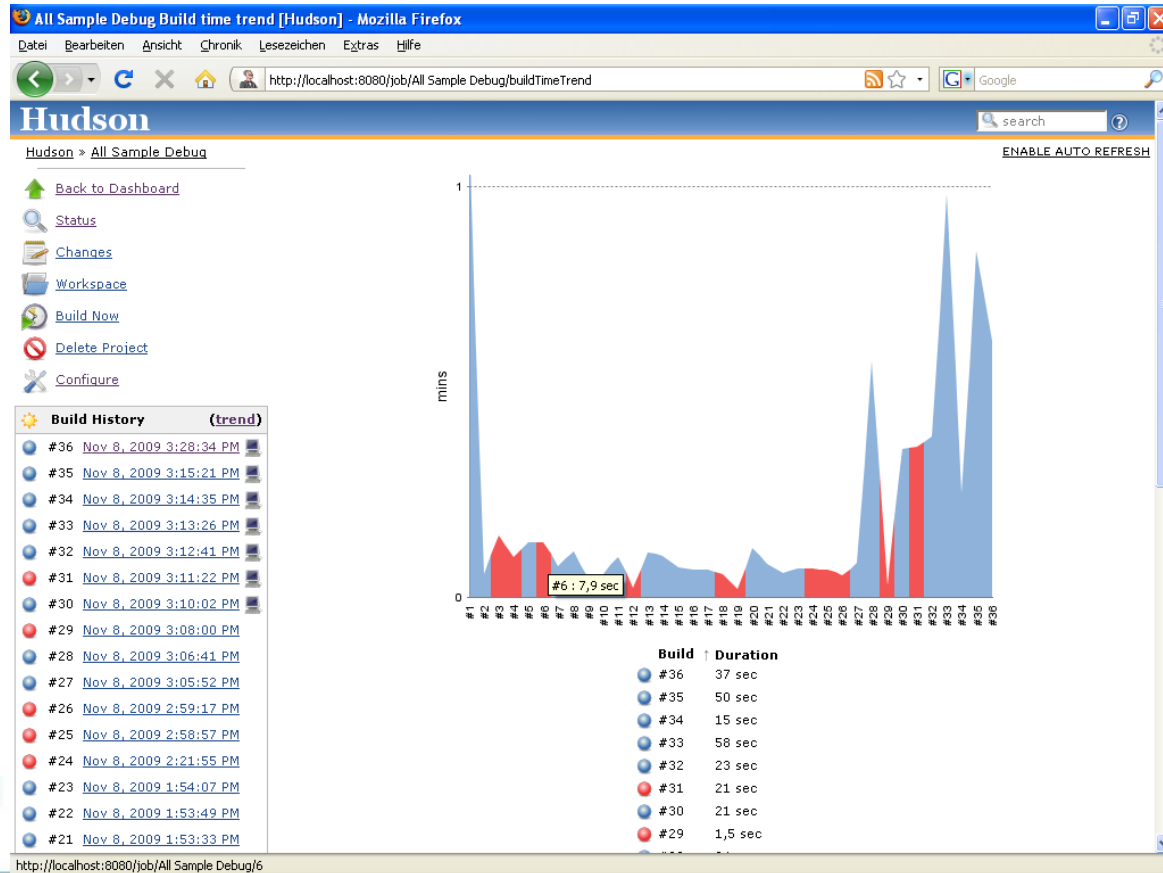 All Sample Debug Build time trend [Hudson] - Mozilla Firefox
Datei Bearbeiten Ansicht Chronik Lesezeichen Extras Hilfe
http://localhost:8080/job/All Sample Debug/buildTimeTrend
G Google
Hudson
search
Hudson » All Sample Debug
ENABLE AUTO REFRESH
Back to Dashboard
Status
Changes
Workspace
Build Now
Delete Project
Configure
Build History (trend)
#36 Nov 8, 2009 3:28:34 PM
#35 Nov 8, 2009 3:15:21 PM
#34 Nov 8, 2009 3:14:35 PM
#33 Nov 8, 2009 3:13:26 PM
#32 Nov 8, 2009 3:12:41 PM
#31 Nov 8, 2009 3:11:22 PM
#30 Nov 8, 2009 3:10:02 PM
#29 Nov 8, 2009 3:08:00 PM
#28 Nov 8, 2009 3:06:41 PM
#27 Nov 8, 2009 3:05:52 PM
#26 Nov 8, 2009 2:59:17 PM
#25 Nov 8, 2009 2:58:57 PM
#24 Nov 8, 2009 2:21:55 PM
#23 Nov 8, 2009 1:54:07 PM
#22 Nov 8, 2009 1:53:49 PM
#21 Nov 8, 2009 1:53:33 PM
1
mins
0
#6 : 7,9 sec
#1 #2 #3 #4 #5 #6 #7 #8 #9 #10 #11 #12 #13 #14 #15 #16 #17 #18 #19 #20 #21 #22 #23 #24 #25 #26 #27 #28 #29 #30 #31 #32 #33 #34 #35 #36
Build ↑ Duration
#36 37 sec
#35 50 sec
#34 15 sec
#33 58 sec
#32 23 sec
#31 21 sec
#30 21 sec
#29 1,5 sec
http://localhost:8080/job/All Sample Debug/6